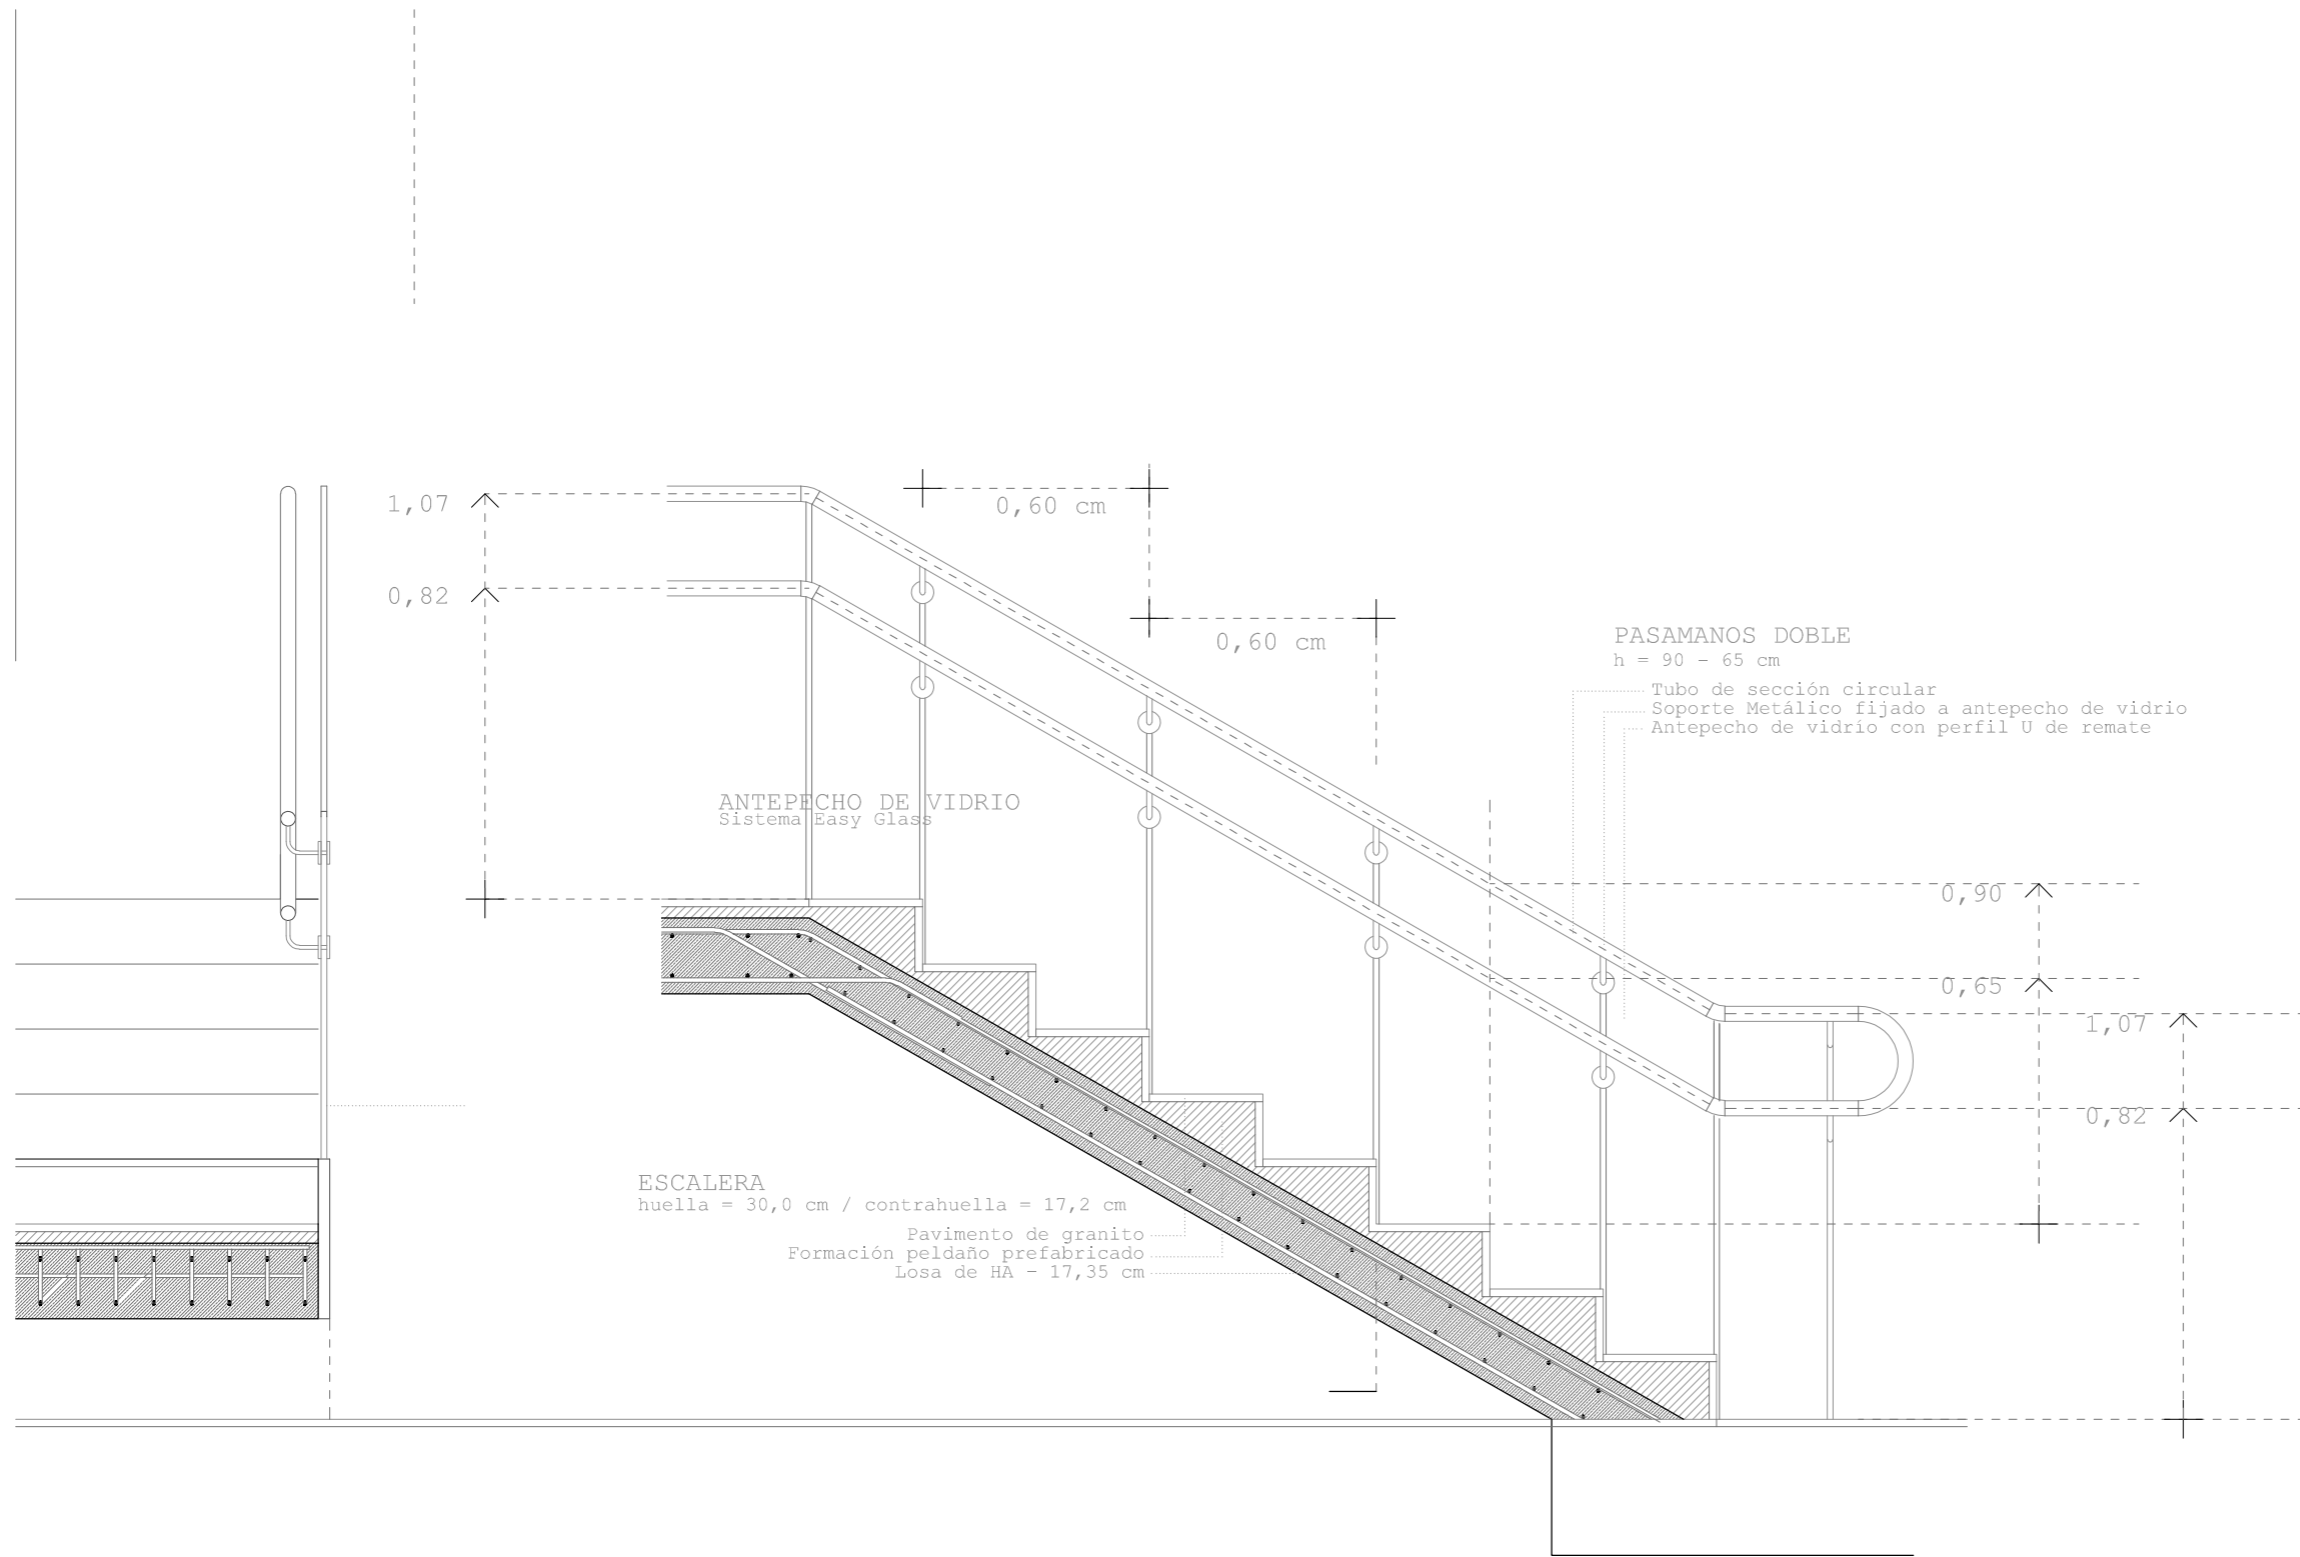 1,07
0,60 cm
0,82
0,60 cm
PASAMANOS DOBLE
h = 90 - 65 cm
Tubo de sección circular
Soporte Metálico fijado a antepecho de vidrio
Antepecho de vidrio con perfil U de remate
ANTEPECHO DE VIDRIO
Sistema Easy Glass
0,90
0,65
1,07
0,82
ESCALERA
huella = 30,0 cm / contrahuella = 17,2 cm
Pavimento de granito
Formación peldaño prefabricado
Losa de HA - 17,35 cm